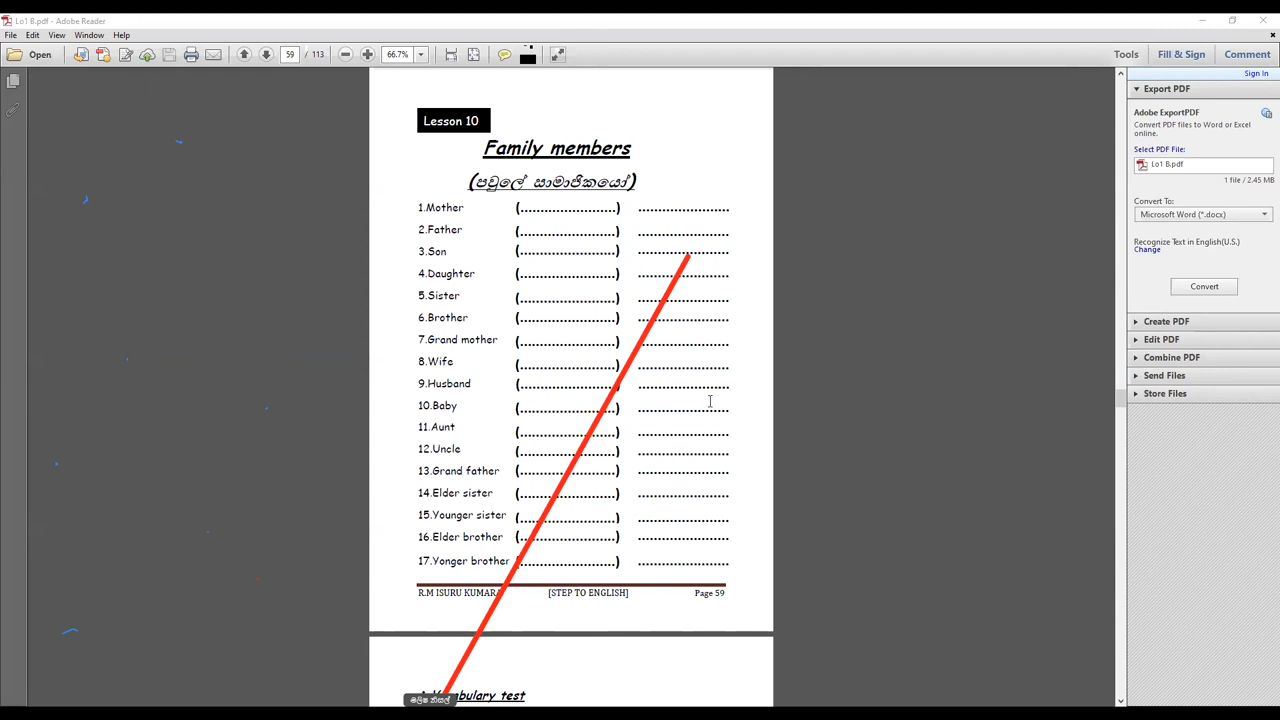 Lo1 B.pdf - Adobe Reader
File Edit View Window Help
Open 59 / 113 66.7% Tools Fill & Sign Comment
Sign In
Export PDF
Adobe ExportPDF
Convert PDF files to Word or Excel
online.
Select PDF File:
Lo1 B.pdf
1 file / 2.45 MB
Convert To:
Microsoft Word (*.docx)
Recognize Text in English(U.S.)
Change
Convert
Create PDF
Edit PDF
Combine PDF
Send Files
Store Files
Lesson 10
Family members
(පවුලේ සාමාජිකයෝ)
1.Mother (.......................) ......................
2.Father (.......................) ......................
3.Son (.......................) ......................
4.Daughter (.......................) ......................
5.Sister (.......................) ......................
6.Brother (.......................) ......................
7.Grand mother (.......................) ......................
8.Wife (.......................) ......................
9.Husband (.......................) ......................
10.Baby (.......................) ......................
11.Aunt (.......................) ......................
12.Uncle (.......................) ......................
13.Grand father (.......................) ......................
14.Elder sister (.......................) ......................
15.Younger sister (.......................) ......................
16.Elder brother (.......................) ......................
17.Yonger brother (.......................) ......................
R.M ISURU KUMARA [STEP TO ENGLISH] Page 59
Vocabulary test
මලිෂ නිසල්